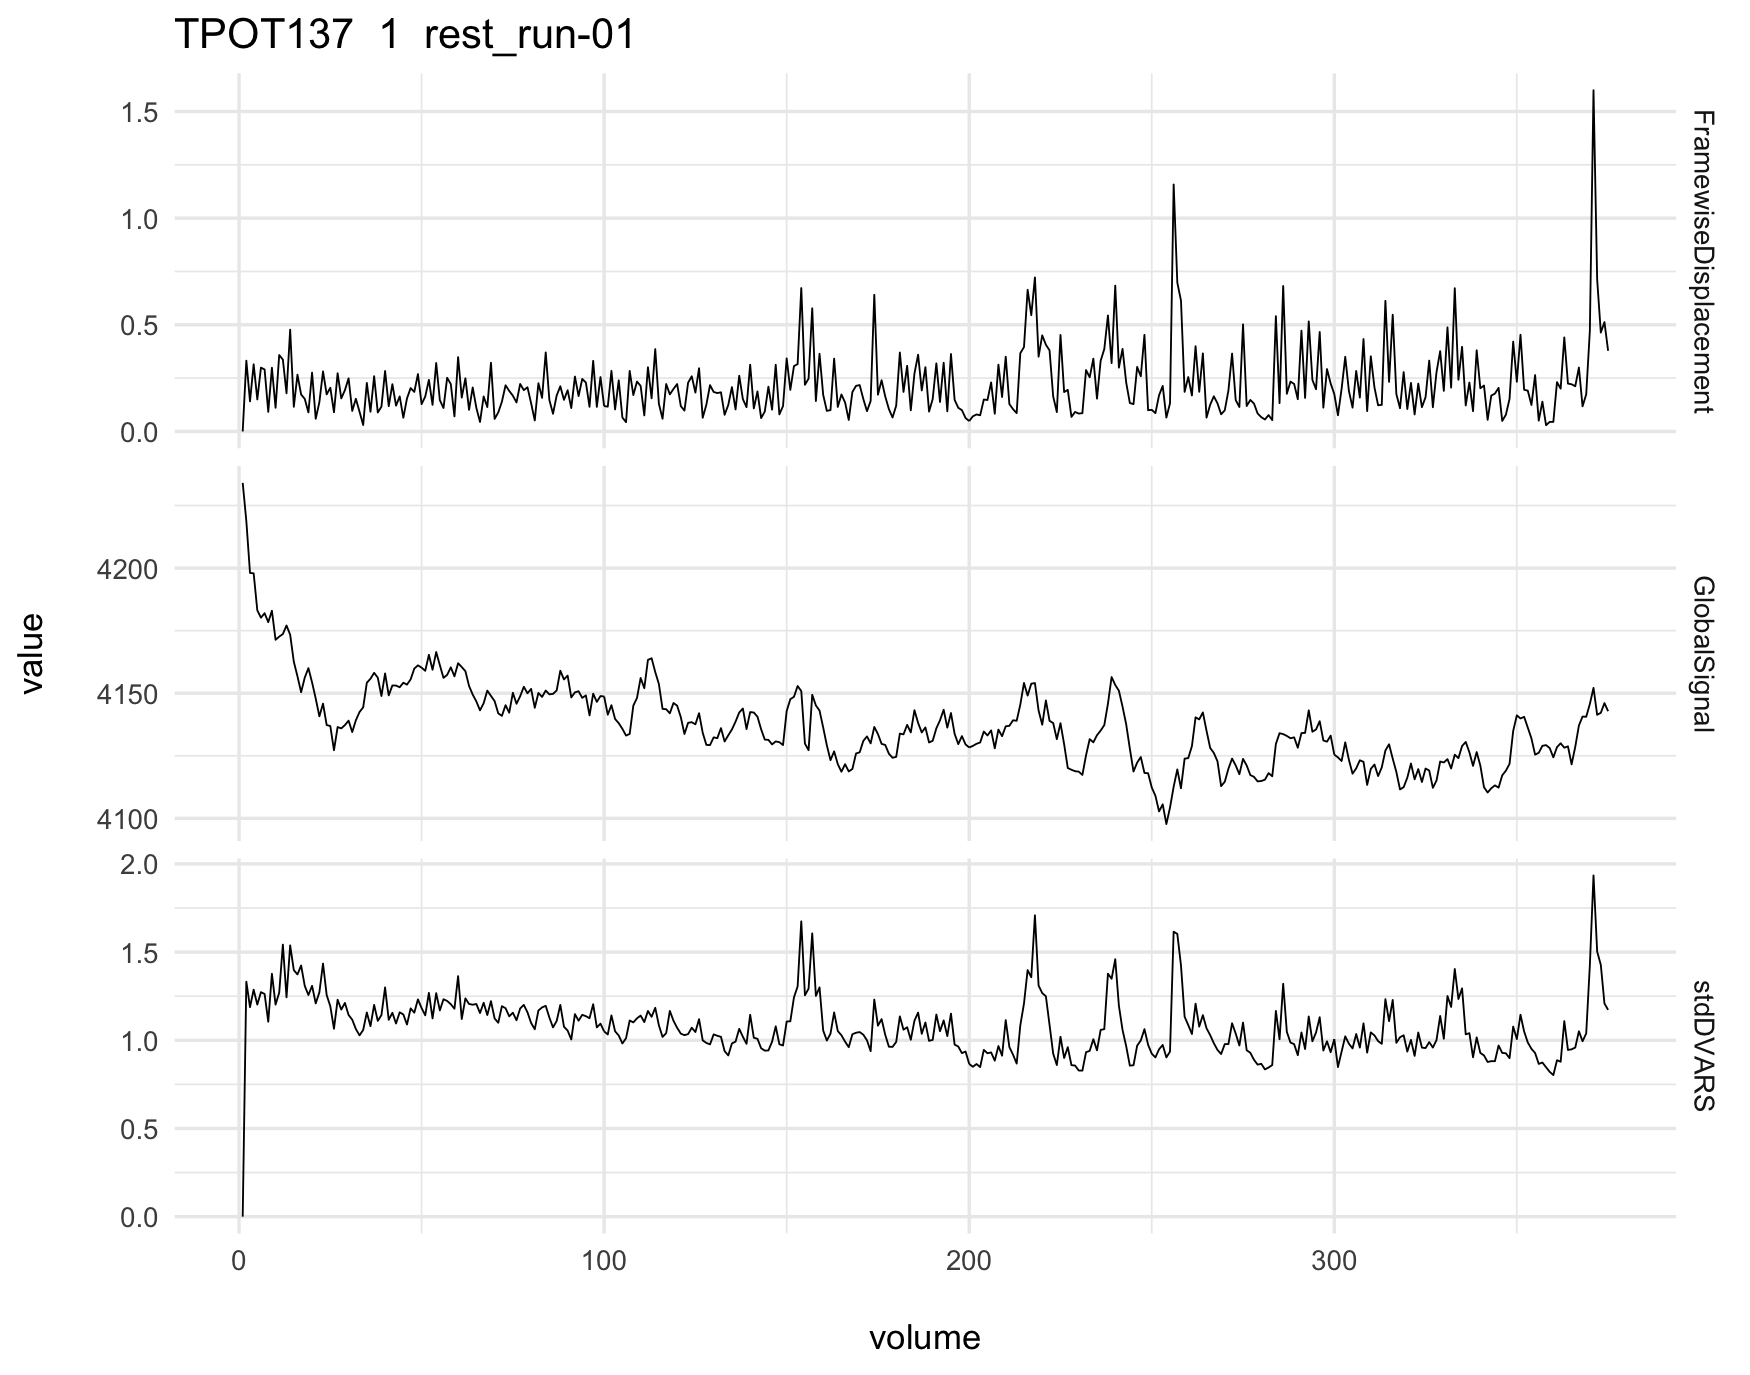 TPOT137 1 rest_run-01
1.5
1.0
0.5
0.0
FramewiseDisplacement
value
4200
4150
4100
GlobalSignal
2.0
1.5
1.0
0.5
0.0
stdDVARS
0 100 200 300
volume